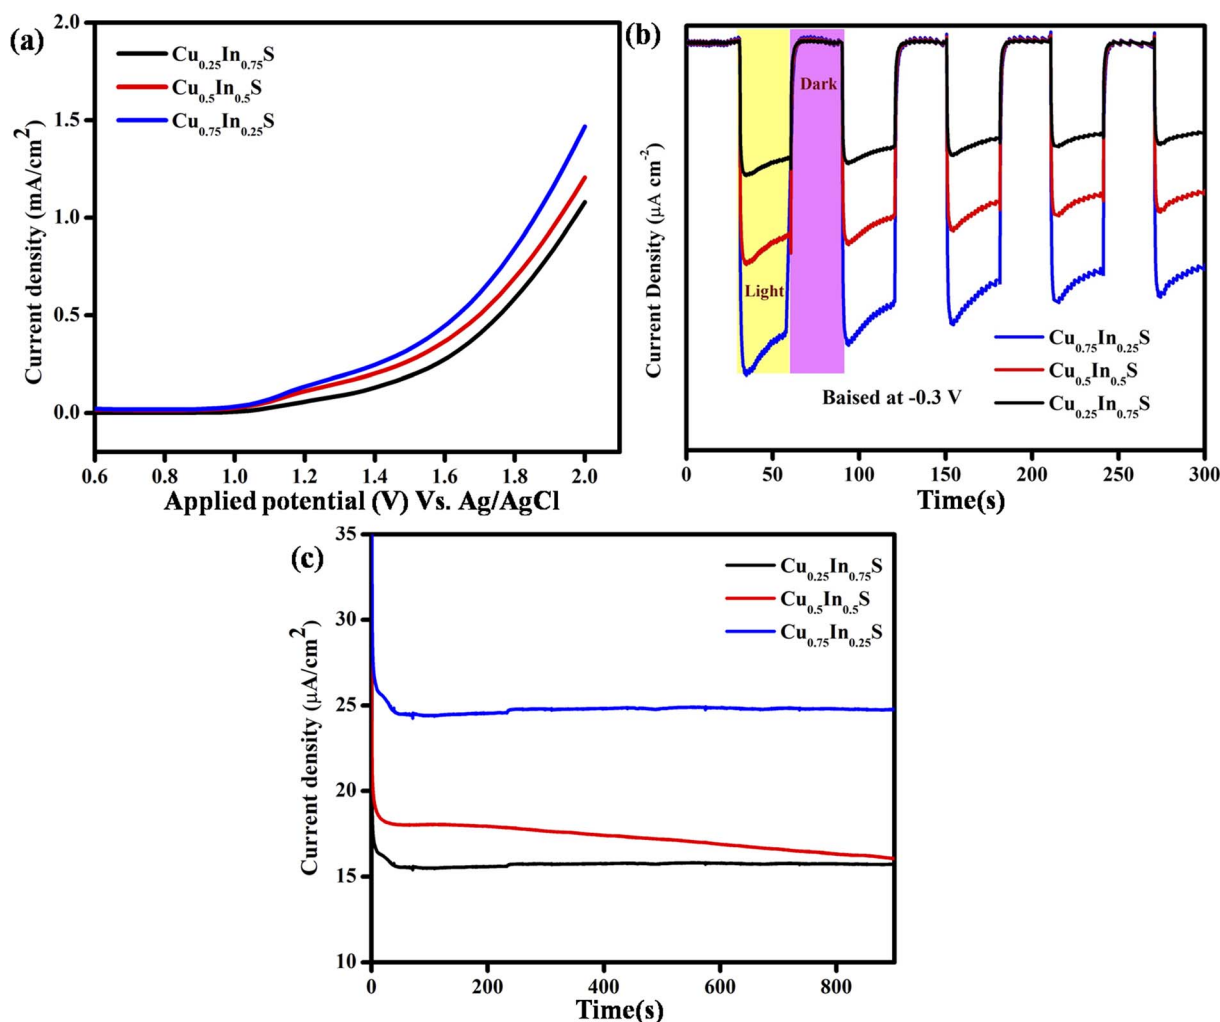 (a)
2.0
1.5
1.0
0.5
0.0
Current density (mA/cm²)
Cu₀.₂₅In₀.₇₅S
Cu₀.₅In₀.₅S
Cu₀.₇₅In₀.₂₅S
0.6 0.8 1.0 1.2 1.4 1.6 1.8 2.0
Applied potential (V) Vs. Ag/AgCl
(b)
Current Density (μA cm⁻²)
Dark
Light
Cu₀.₇₅In₀.₂₅S
Cu₀.₅In₀.₅S
Cu₀.₂₅In₀.₇₅S
Baised at -0.3 V
0 50 100 150 200 250 300
Time(s)
(c)
35
30
25
20
15
10
Current density (μA/cm²)
Cu₀.₂₅In₀.₇₅S
Cu₀.₅In₀.₅S
Cu₀.₇₅In₀.₂₅S
0 200 400 600 800
Time(s)